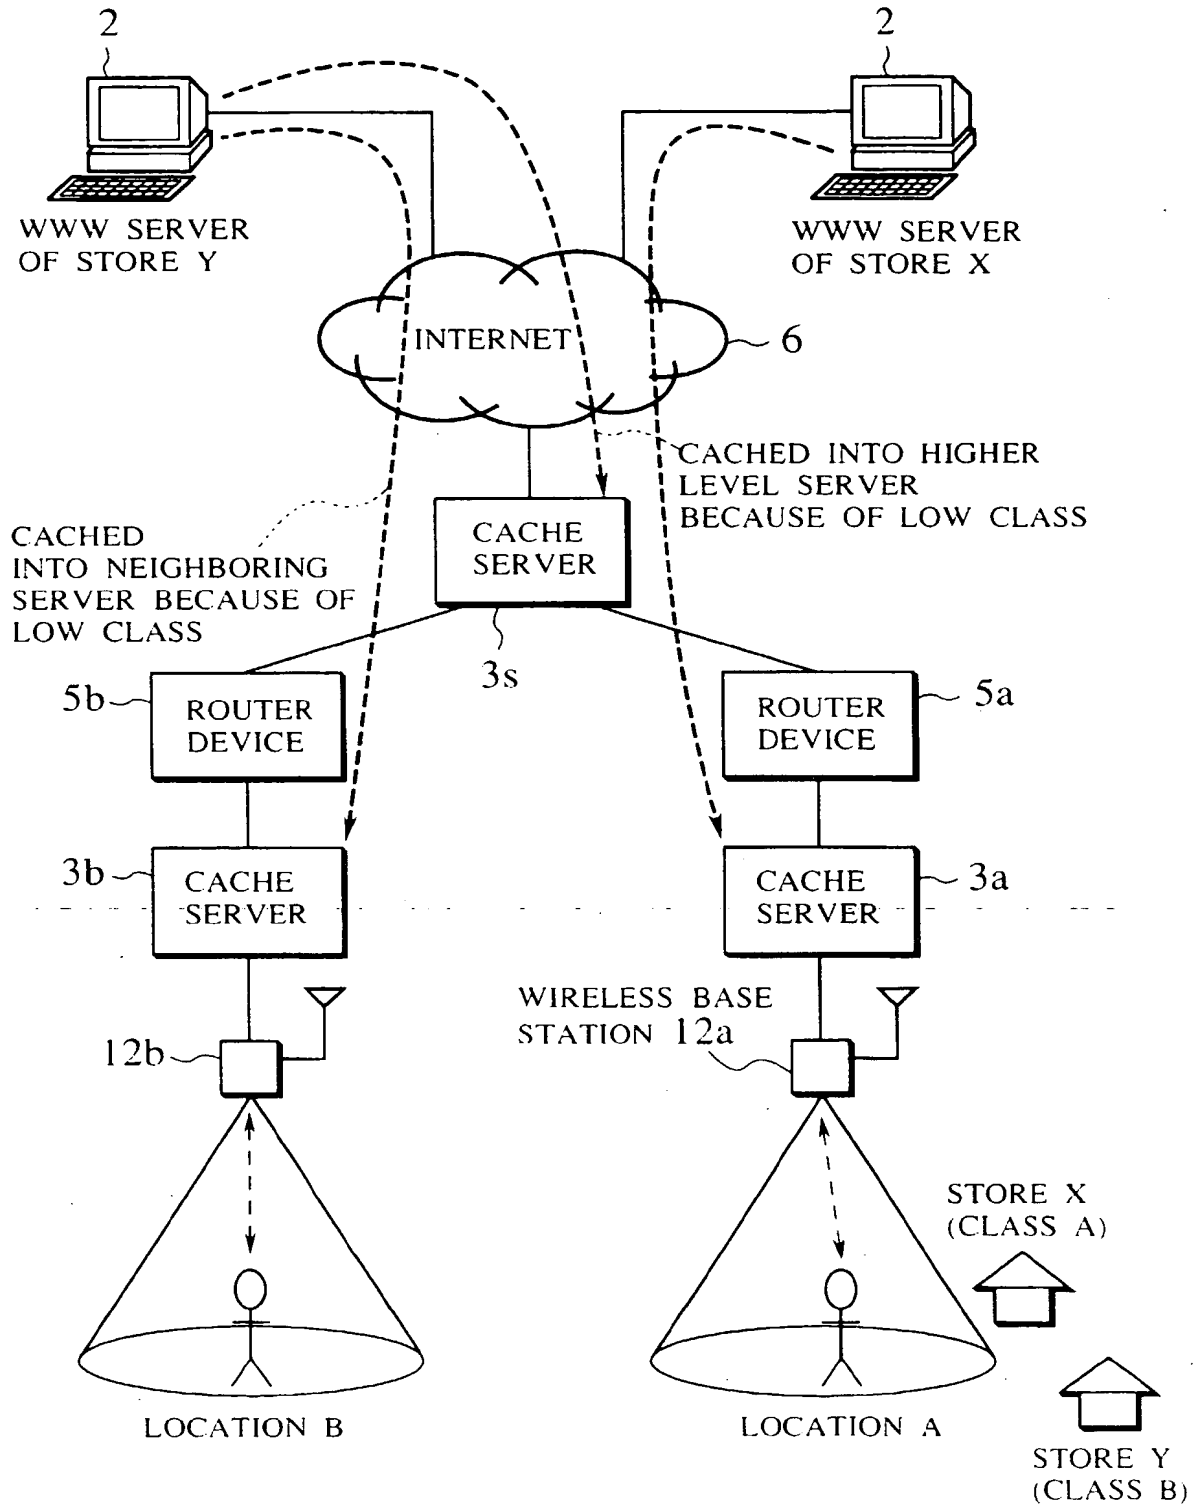 2
2
WWW SERVER
OF STORE Y
WWW SERVER
OF STORE X
INTERNET
6
CACHED INTO HIGHER
LEVEL SERVER
BECAUSE OF LOW CLASS
CACHED
INTO NEIGHBORING
SERVER BECAUSE OF
LOW CLASS
CACHE
SERVER
3s
5b
ROUTER
DEVICE
ROUTER
DEVICE
5a
3b
CACHE
SERVER
CACHE
SERVER
3a
WIRELESS BASE
STATION 12a
12b
STORE X
(CLASS A)
LOCATION B
LOCATION A
STORE Y
(CLASS B)